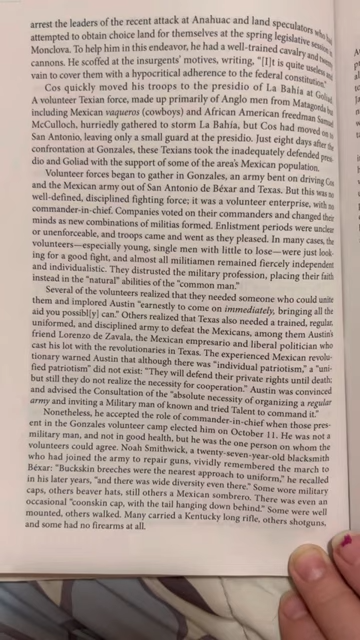 arrest the leaders of the recent attack at Anahuac and land speculators who had
attempted to obtain choice land for themselves at the spring legislative session in
Monclova. To help him in this endeavor, he had a well-trained cavalry and twenty
cannons. He scoffed at the insurgents' motives, writing, "[I]t is quite useless and
vain to cover them with a hypocritical adherence to the federal constitution."
Cos quickly moved his troops to the presidio of La Bahía at Goliad.
A volunteer Texian force, made up primarily of Anglo men from Matagorda but
including Mexican vaqueros (cowboys) and African American freedman Samuel
McCulloch, hurriedly gathered to storm La Bahía, but Cos had moved on to
San Antonio, leaving only a small guard at the presidio. Just eight days after the
confrontation at Gonzales, these Texians took the inadequately defended presi-
dio and Goliad with the support of some of the area's Mexican population.
Volunteer forces began to gather in Gonzales, an army bent on driving Cos
and the Mexican army out of San Antonio de Béxar and Texas. But this was no
well-defined, disciplined fighting force; it was a volunteer enterprise, with no
commander-in-chief. Companies voted on their commanders and changed their
minds as new combinations of militias formed. Enlistment periods were unclear
or unenforceable, and troops came and went as they pleased. In many cases, the
volunteers—especially young, single men with little to lose—were just look-
ing for a good fight, and almost all militiamen remained fiercely independent
and individualistic. They distrusted the military profession, placing their faith
instead in the "natural" abilities of the "common man."
Several of the volunteers realized that they needed someone who could unite
them and implored Austin "earnestly to come on immediately, bringing all the
aid you possibl[y] can." Others realized that Texas also needed a trained, regular,
uniformed, and disciplined army to defeat the Mexicans, among them Austin's
friend Lorenzo de Zavala, the Mexican empresario and liberal politician who
cast his lot with the revolutionaries in Texas. The experienced Mexican revolu-
tionary warned Austin that although there was "individual patriotism," a "uni-
fied patriotism" did not exist: "They will defend their private rights until death;
but still they do not realize the necessity for cooperation." Austin was convinced
and advised the Consultation of the "absolute necessity of organizing a regular
army and inviting a Military man of known and tried Talent to command it."
Nonetheless, he accepted the role of commander-in-chief when those pres-
ent in the Gonzales volunteer camp elected him on October 11. He was not a
military man, and not in good health, but he was the one person on whom the
volunteers could agree. Noah Smithwick, a twenty-seven-year-old blacksmith
who had joined the army to repair guns, vividly remembered the march to
Béxar: "Buckskin breeches were the nearest approach to uniform," he recalled
in his later years, "and there was wide diversity even there." Some wore military
caps, others beaver hats, still others a Mexican sombrero. There was even an
occasional "coonskin cap, with the tail hanging down behind." Some were well
mounted, others walked. Many carried a Kentucky long rifle, others shotguns,
and some had no firearms at all.